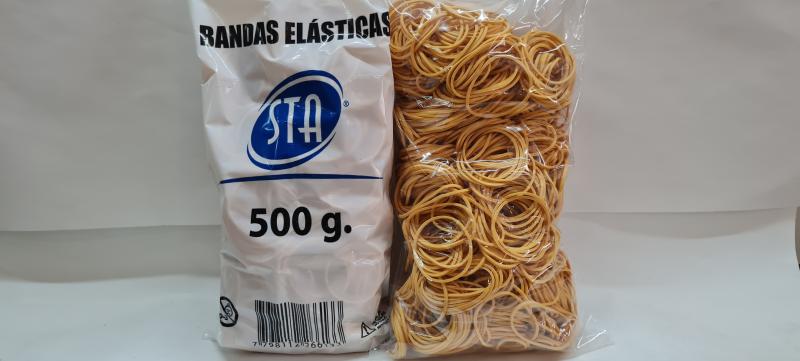 BANDAS ELÁSTICAS
STA®
500 g.